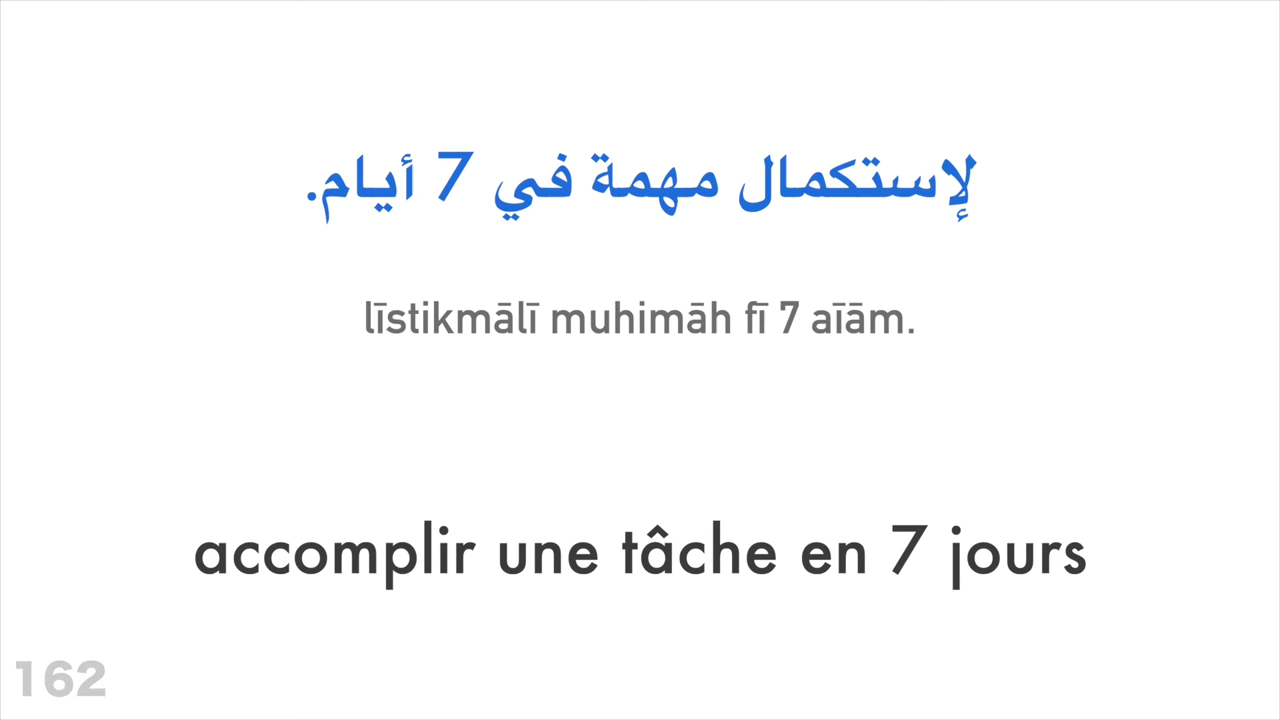 لإستكمال مهمة في 7 أيام.
līstikmālī muhimāh fī 7 aīām.
accomplir une tâche en 7 jours
162